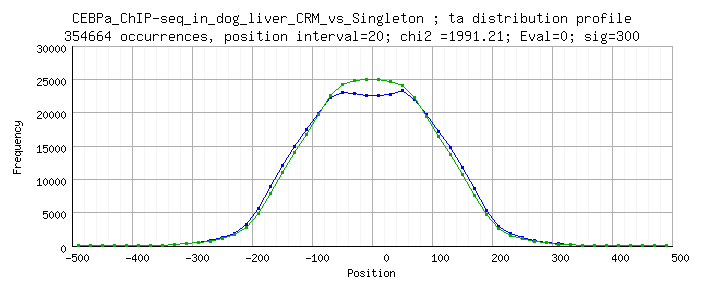 CEBPa_ChIP-seq_in_dog_liver_CRM_vs_Singleton ; ta distribution profile
354664 occurrences, position interval=20; chi2 =1991.21; Eval=0; sig=300
30000
25000
20000
15000
10000
5000
0
Frequency
-500 -400 -300 -200 -100 0 100 200 300 400 500
Position